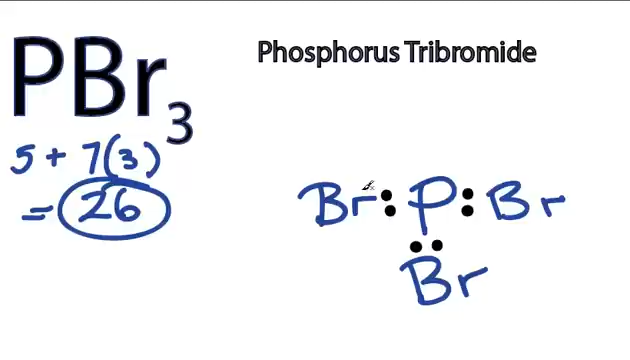 PBr3
Phosphorus Tribromide
5 + 7(3)
= 26
Br : P : Br
..
Br